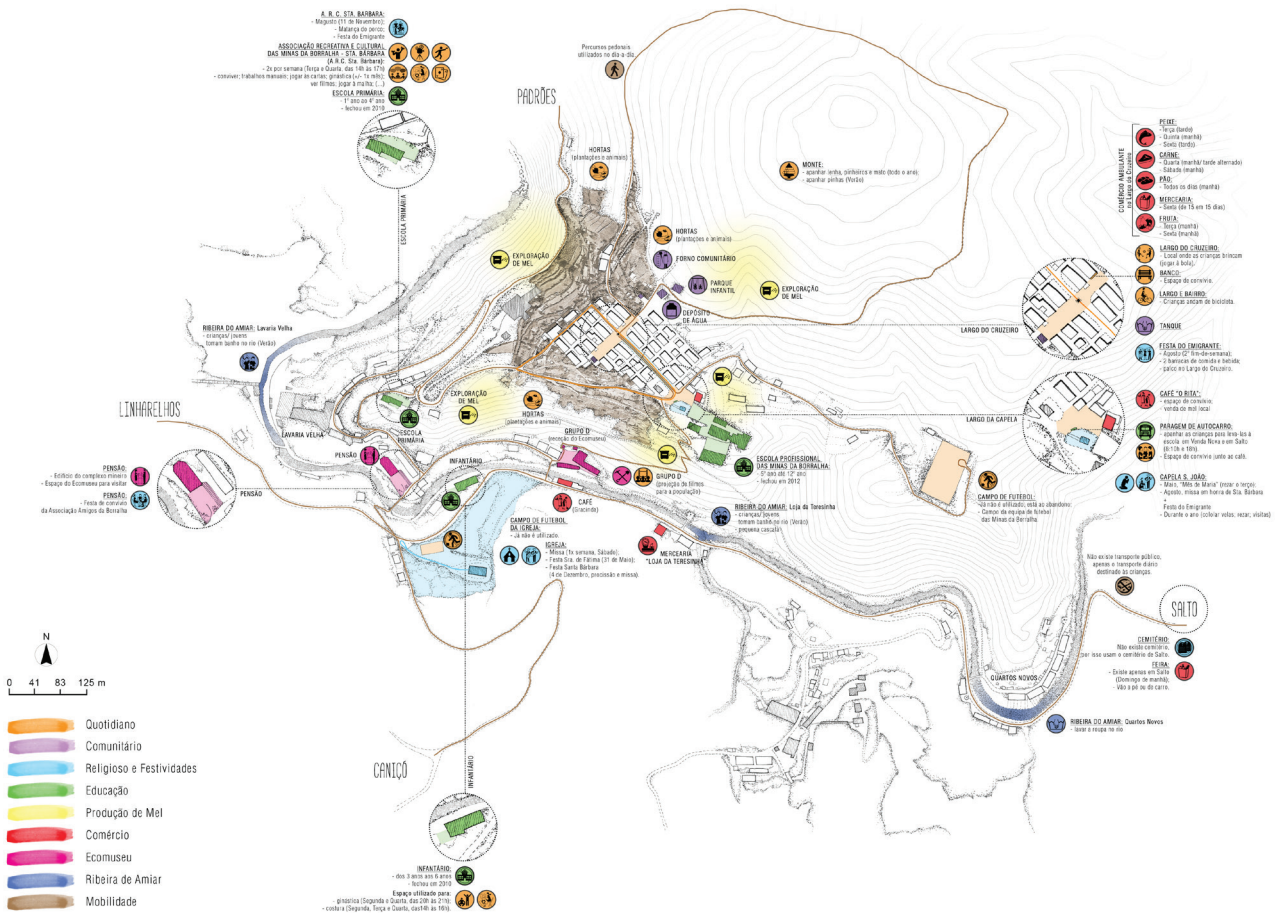 A. R. C. STA. BÁRBARA:
- Magusto (11 de Novembro);
- Matança do porco;
- Festa do Emigrante
ASSOCIAÇÃO RECREATIVA E CULTURAL
DAS MINAS DA BORRALHA - STA. BÁRBARA
(A.R.C. Sta. Bárbara):
- 2x por semana (Terça e Quarta, das 14h às 17h)
- conviver; trabalhos manuais; jogar às cartas; ginástica (+/- 1x mês);
ver filmes; jogar à malha; (...)
ESCOLA PRIMÁRIA:
- 1º ano ao 4º ano
- fechou em 2010
ESCOLA PRIMÁRIA
Percursos pedonais
utilizados no dia-a-dia
PADRÕES
HORTAS
(plantações e animais)
MONTE:
- apanhar lenha, pinheiros e mato (todo o ano);
- apanhar pinhas (Verão)
HORTAS
(plantações e animais)
FORNO COMUNITÁRIO
PARQUE
INFANTIL
EXPLORAÇÃO
DE MEL
DEPÓSITO
DE ÁGUA
EXPLORAÇÃO
DE MEL
COMÉRCIO AMBULANTE
no Largo do Cruzeiro
PEIXE:
- Terça (tarde)
- Quinta (manhã)
- Sexta (tarde)
CARNE:
- Quarta (manhã/ tarde alternado)
- Sábado (manhã)
PÃO:
- Todos os dias (manhã)
MERCEARIA:
- Sexta (de 15 em 15 dias)
FRUTA:
- Terça (manhã)
- Sexta (manhã)
LARGO DO CRUZEIRO:
- Local onde as crianças brincam
(jogar à bola).
BANCO:
- Espaço de convívio.
LARGO E BAIRRO:
- Crianças andam de bicicleta.
TANQUE
FESTA DO EMIGRANTE:
- Agosto (2º fim-de-semana);
- 2 barracas de comida e bebida;
- palco no Largo do Cruzeiro.
LARGO DO CRUZEIRO
CAFÉ "O RITA":
- espaço de convívio;
- venda de mel local
PARAGEM DE AUTOCARRO:
- apanhar as crianças para levá-las à
escola em Venda Nova e em Salto
(8:10h e 16h).
- Espaço de convívio junto ao café.
CAPELA S. JOÃO:
- Maio, "Mês de Maria" (rezar o terço);
- Agosto, missa em honra de Sta. Bárbara
+
Festa do Emigrante
- Durante o ano (colocar velas; rezar, visitas)
LARGO DA CAPELA
RIBEIRA DO AMIAR: Lavaria Velha
- crianças/ jovens
tomam banho no rio (Verão)
LINHARELHOS
LAVARIA VELHA
EXPLORAÇÃO
DE MEL
ESCOLA
PRIMÁRIA
HORTAS
(plantações e animais)
GRUPO D
(receção do Ecomuseu)
PENSÃO
INFANTÁRIO
PENSÃO:
- Edifício do complexo mineiro
- Espaço do Ecomuseu para visitar
PENSÃO:
- Festa de convívio
da Associação Amigos da Borralha
PENSÃO
GRUPO D
(projeção de filmes
para a população)
ESCOLA PROFISSIONAL
DAS MINAS DA BORRALHA:
- 5º ano até 12º ano
- fechou em 2012
CAMPO DE FUTEBOL:
- Já não é utilizado; está ao abandono;
- Campo da equipa de futebol
das Minas da Borralha
CAFÉ
(Gracinda)
CAMPO DE FUTEBOL
DA IGREJA:
- Já não é utilizado.
IGREJA:
- Missa (1x semana, Sábado);
- Festa Sra. de Fátima (31 de Maio);
- Festa Santa Bárbara
(4 de Dezembro, procissão e missa).
RIBEIRA DO AMIAR: Loja da Teresinha
- crianças/ jovens
tomam banho no rio (Verão)
- pequena cascata
MERCEARIA
"LOJA DA TERESINHA"
Não existe transporte público,
apenas o transporte diário
destinado às crianças.
SALTO
CEMITÉRIO:
Não existe cemitério,
por isso usam o cemitério de Salto.
FEIRA:
- Existe apenas em Salto
(Domingo de manhã);
- Vão a pé ou de carro.
QUARTOS NOVOS
RIBEIRA DO AMIAR: Quartos Novos
- lavar a roupa no rio
N
0 41 83 125 m
Quotidiano
Comunitário
Religioso e Festividades
Educação
Produção de Mel
Comércio
Ecomuseu
Ribeira de Amiar
Mobilidade
CANIÇÓ
INFANTÁRIO
INFANTÁRIO:
- dos 3 anos aos 6 anos
- fechou em 2010
Espaço utilizado para:
- ginástica (Segunda e Quarta, das 20h às 21h);
- costura (Segunda, Terça e Quarta, das14h às 16h).